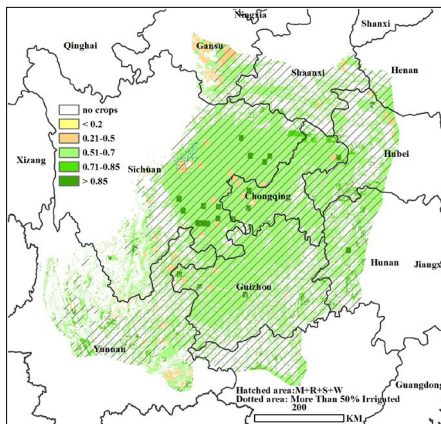 Ningxia
Shanxi
Qinghai
Gansu
Shaanxi
Henan
no crops
< 0.2
0.21-0.5
0.51-0.7
0.71-0.85
> 0.85
Xizang
Hubei
Sichuan
Chongqing
Hunan
Jiangx
Guizhou
Yunnan
Guangdong
Hatched area:M+R+S+W
Dotted area: More Than 50% Irrigated
200
KM